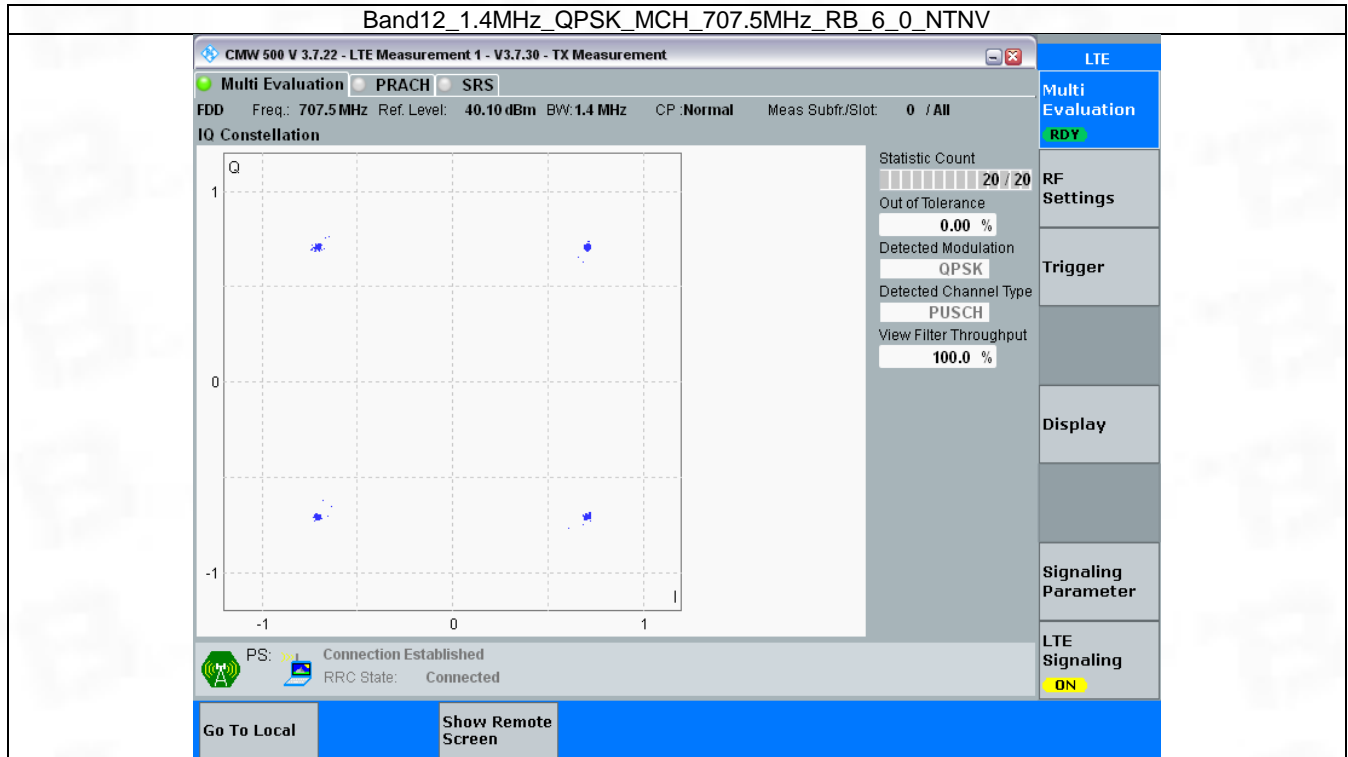 Band12_1.4MHz_QPSK_MCH_707.5MHz_RB_6_0_NTNV
CMW 500 V 3.7.22 - LTE Measurement 1 - V3.7.30 - TX Measurement
LTE
Multi Evaluation PRACH SRS
FDD Freq.: 707.5 MHz Ref. Level: 40.10 dBm BW: 1.4 MHz CP :Normal Meas Subfr./Slot: 0 / All
IQ Constellation
Q
1
0
-1
I
-1 0 1
Statistic Count
20 / 20
Out of Tolerance
0.00 %
Detected Modulation
QPSK
Detected Channel Type
PUSCH
View Filter Throughput
100.0 %
Multi
Evaluation
RDY
RF
Settings
Trigger
Display
Signaling
Parameter
LTE
Signaling
ON
PS: Connection Established
RRC State: Connected
Go To Local
Show Remote
Screen